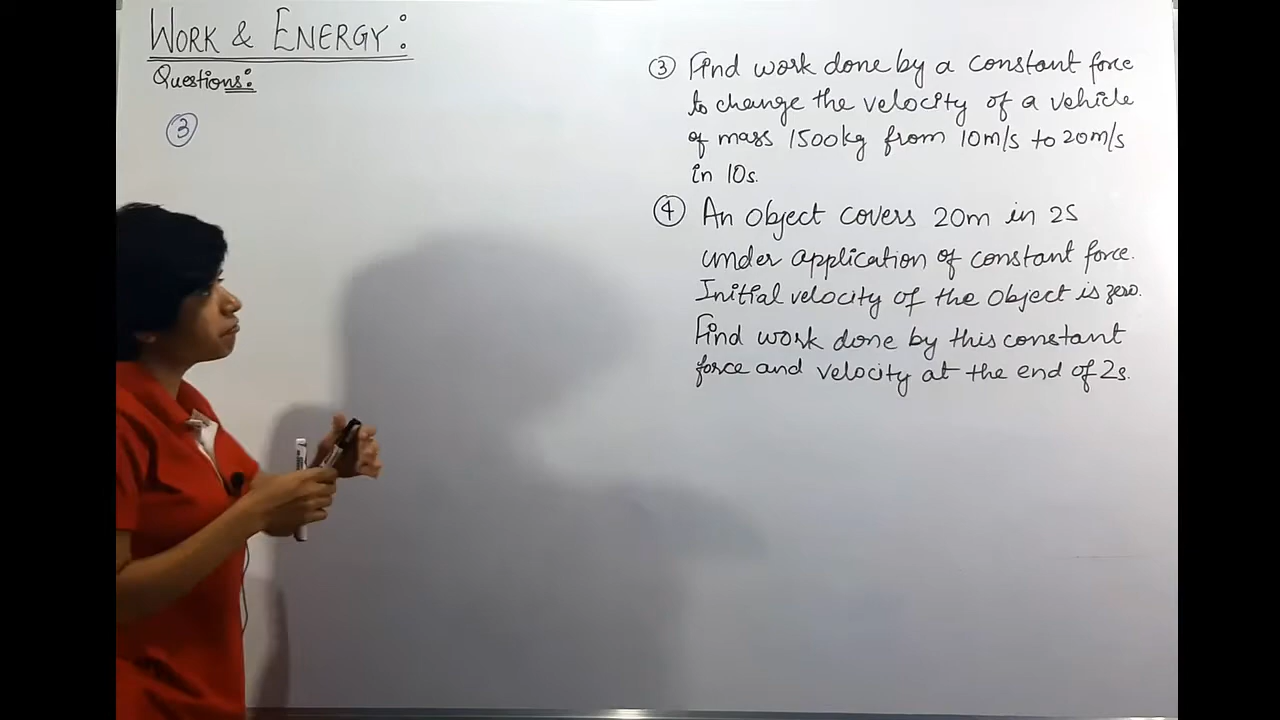 WORK & ENERGY:
Questions:
3
③ Find work done by a constant force
to change the velocity of a vehicle
of mass 1500kg from 10m/s to 20m/s
in 10s.
④ An object covers 20m in 2s
under application of constant force.
Initial velocity of the object is zero.
Find work done by this constant
force and velocity at the end of 2s.